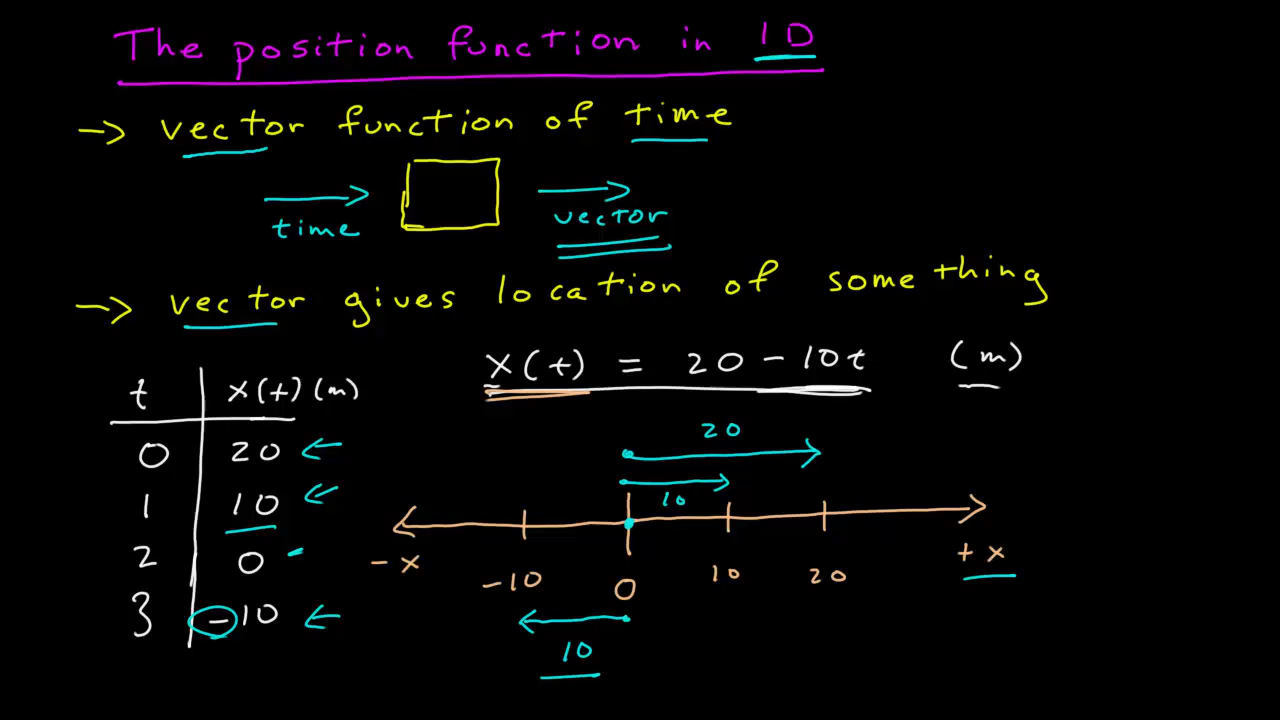 The position function in 1D
→ vector function of time
time vector
→ vector gives location of something
x(t) = 20 - 10t (m)
t x(t) (m)
0 20
1 10
2 0
3 -10
20
10
-x +x
-10 0 10 20
10